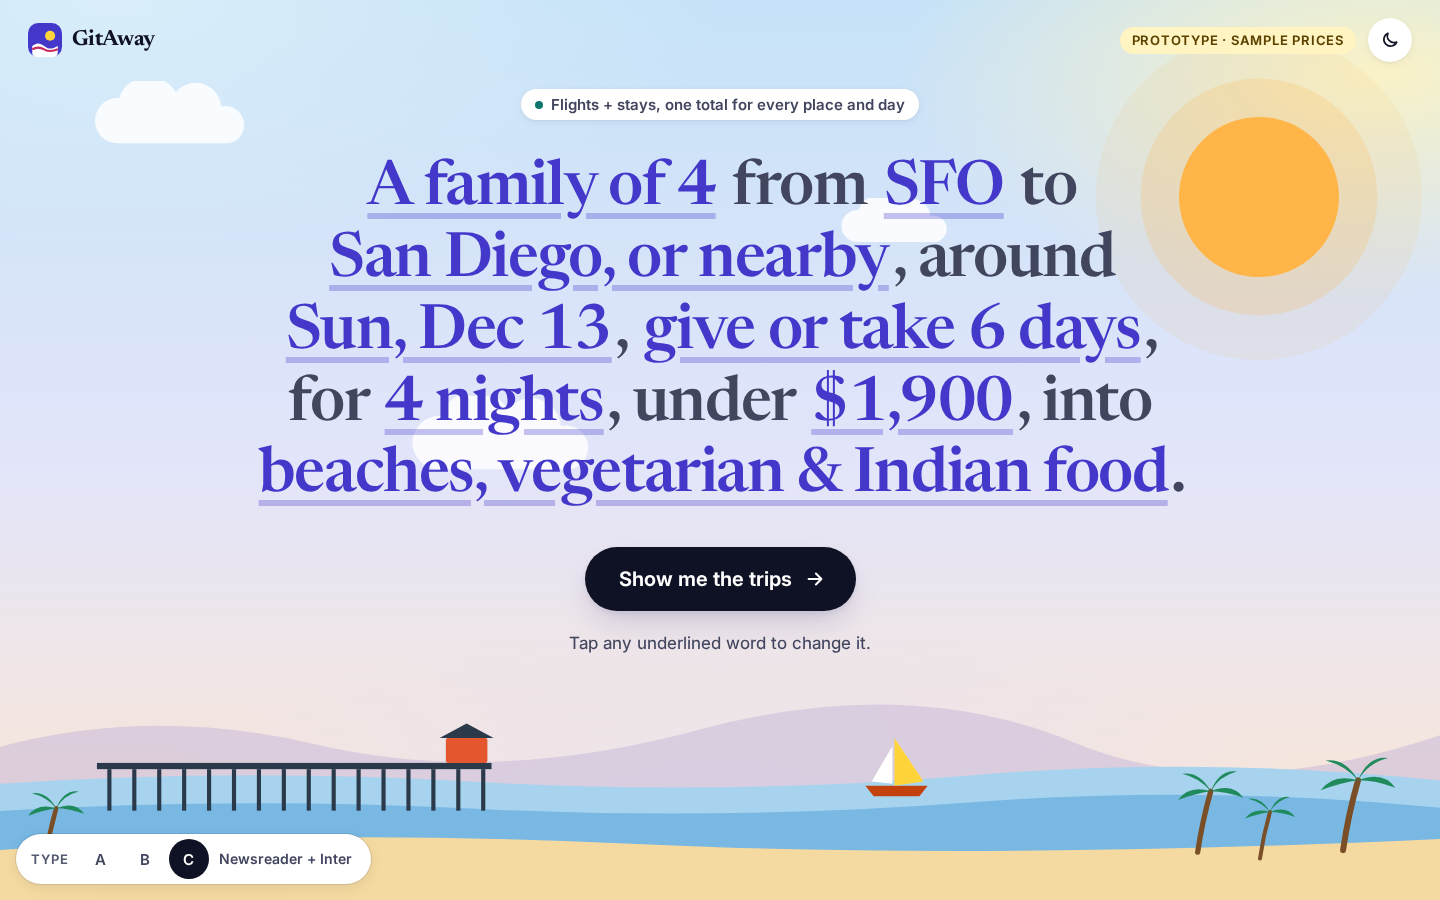 GitAway
PROTOTYPE · SAMPLE PRICES
Flights + stays, one total for every place and day
A family of 4 from SFO to
San Diego, or nearby, around
Sun, Dec 13, give or take 6 days,
for 4 nights, under $1,900, into
beaches, vegetarian & Indian food.
Show me the trips →
Tap any underlined word to change it.
TYPE A B C Newsreader + Inter